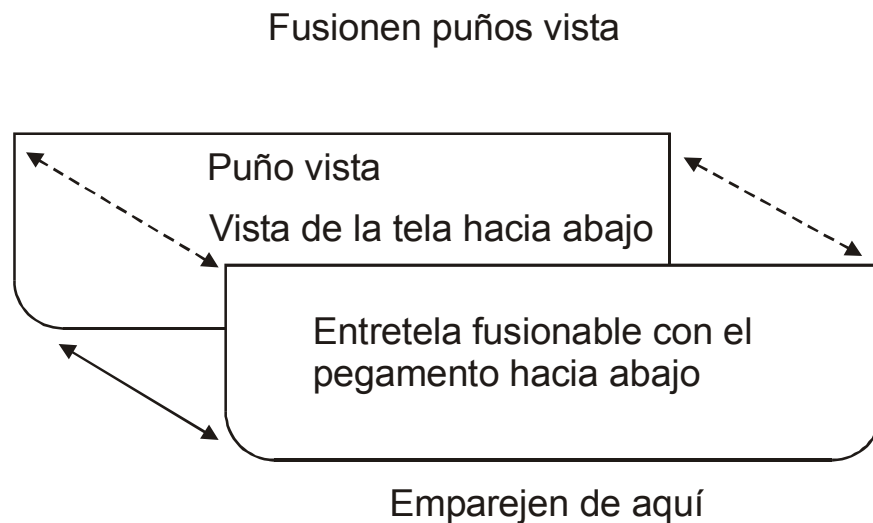 Fusionen puños vista
Puño vista
Vista de la tela hacia abajo
Entretela fusionable con el
pegamento hacia abajo
Emparejen de aquí